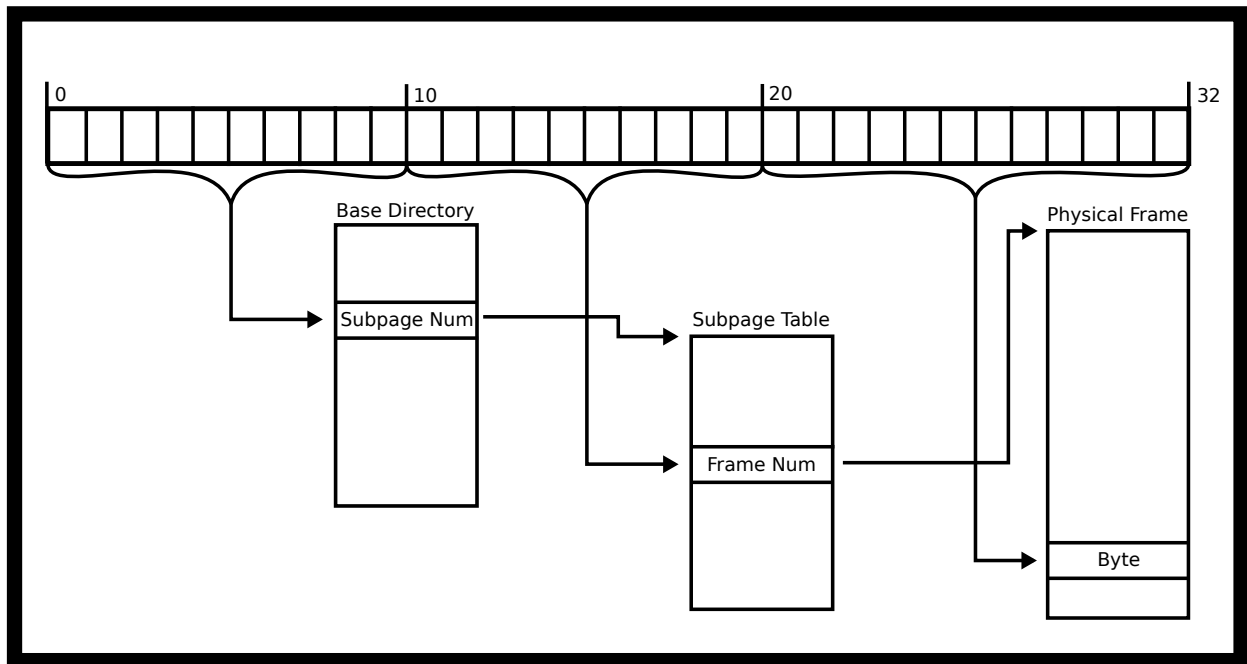 0
10
20
32
Base Directory
Physical Frame
Subpage Num
Subpage Table
Frame Num
Byte